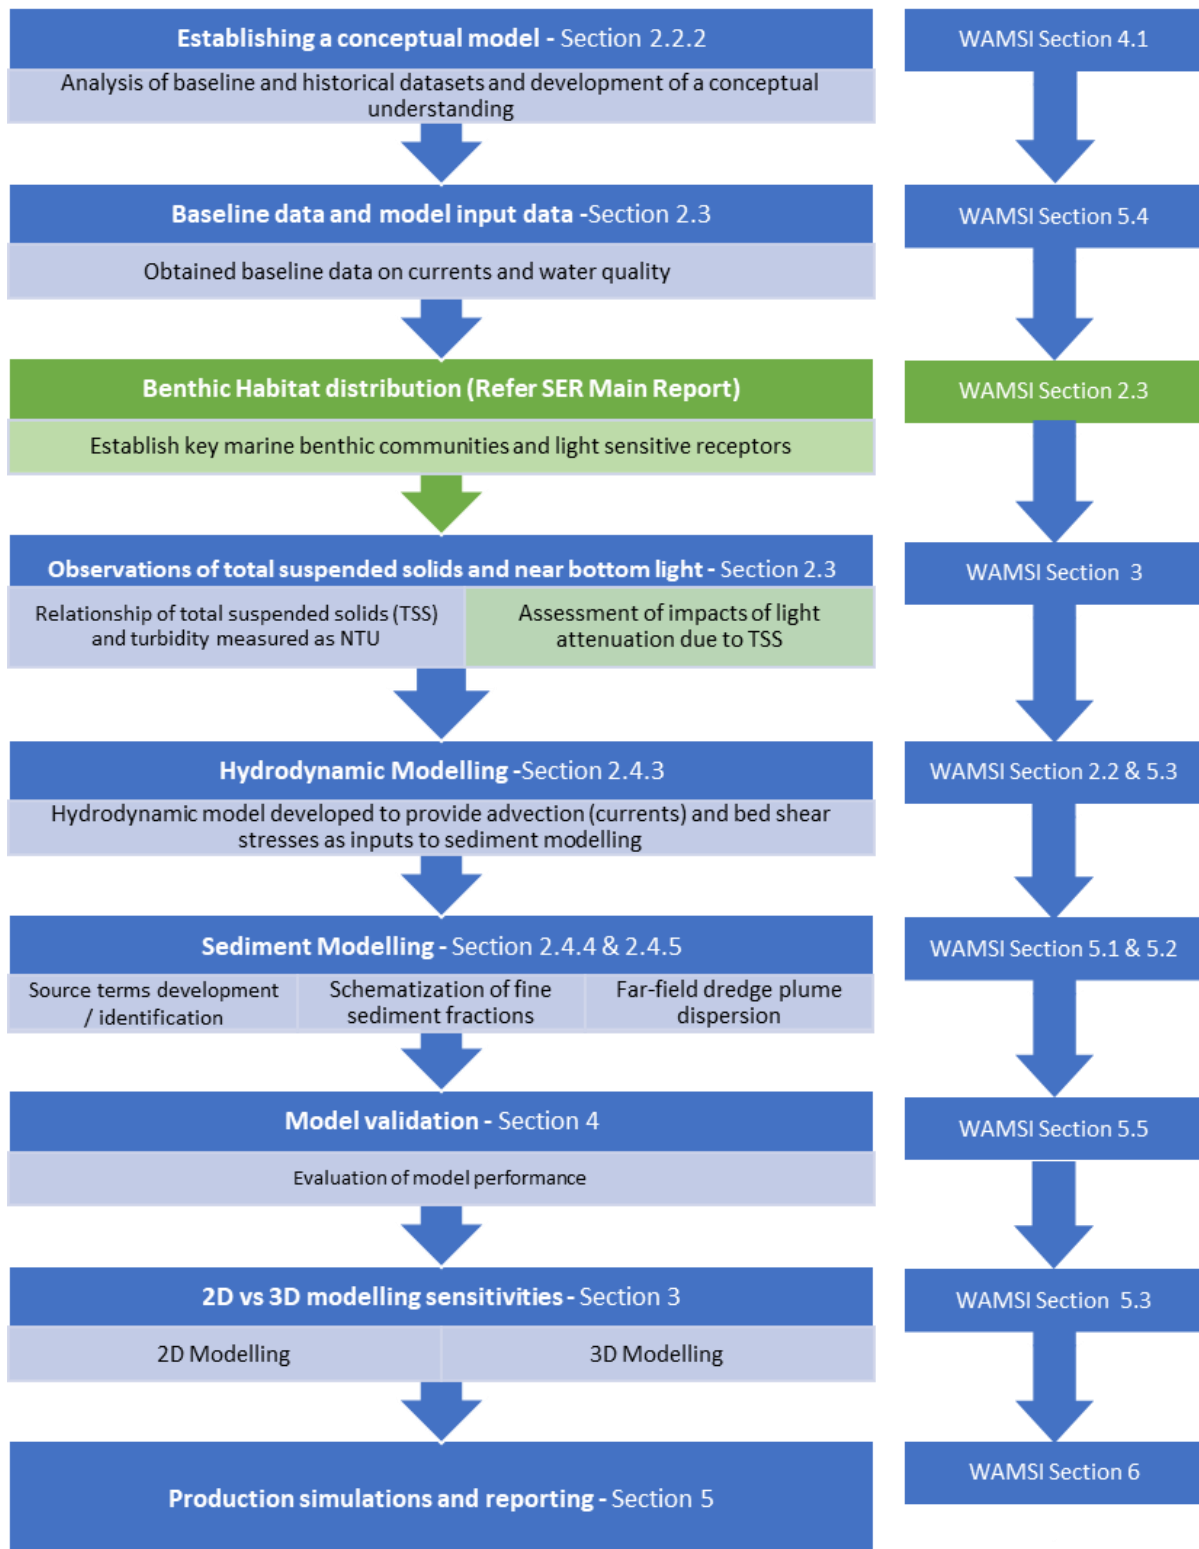 Establishing a conceptual model - Section 2.2.2
WAMSI Section 4.1
Analysis of baseline and historical datasets and development of a conceptual
understanding
Baseline data and model input data -Section 2.3
WAMSI Section 5.4
Obtained baseline data on currents and water quality
Benthic Habitat distribution (Refer SER Main Report)
WAMSI Section 2.3
Establish key marine benthic communities and light sensitive receptors
Observations of total suspended solids and near bottom light - Section 2.3
WAMSI Section 3
Relationship of total suspended solids (TSS)
and turbidity measured as NTU
Assessment of impacts of light
attenuation due to TSS
Hydrodynamic Modelling -Section 2.4.3
WAMSI Section 2.2 & 5.3
Hydrodynamic model developed to provide advection (currents) and bed shear
stresses as inputs to sediment modelling
Sediment Modelling - Section 2.4.4 & 2.4.5
WAMSI Section 5.1 & 5.2
Source terms development
/ identification
Schematization of fine
sediment fractions
Far-field dredge plume
dispersion
Model validation - Section 4
WAMSI Section 5.5
Evaluation of model performance
2D vs 3D modelling sensitivities - Section 3
WAMSI Section 5.3
2D Modelling
3D Modelling
Production simulations and reporting - Section 5
WAMSI Section 6